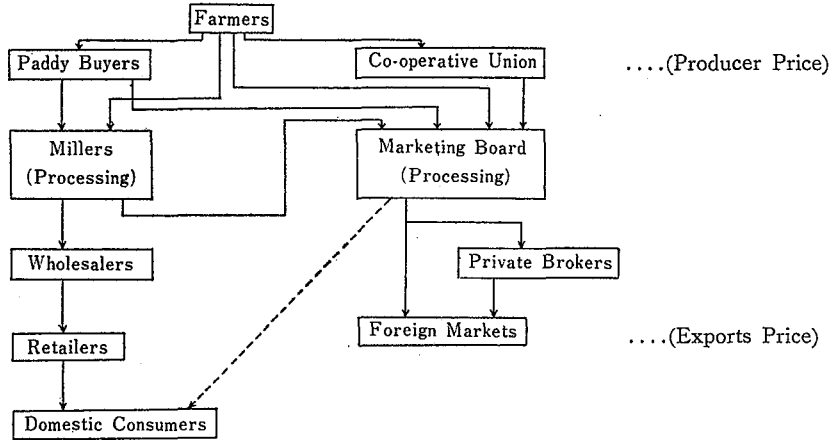 Farmers
Paddy Buyers
Co-operative Union
....(Producer Price)
Millers
(Processing)
Marketing Board
(Processing)
Wholesalers
Private Brokers
Foreign Markets
....(Exports Price)
Retailers
Domestic Consumers